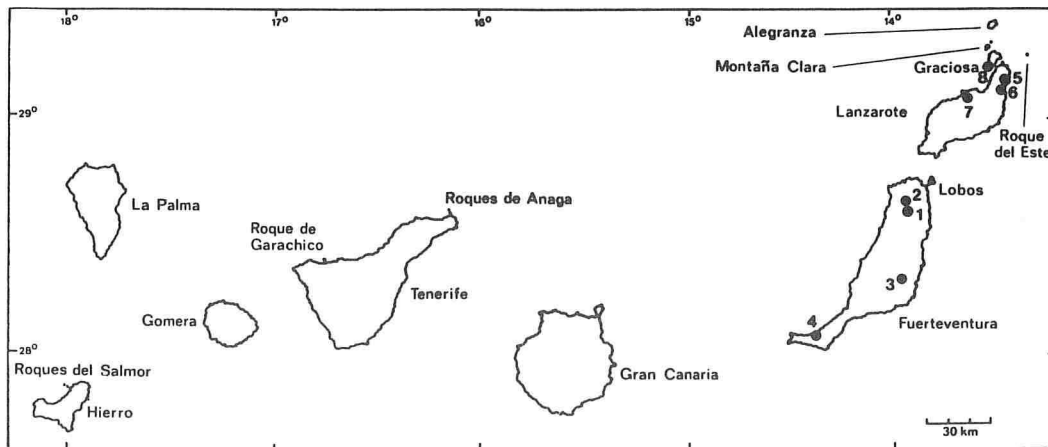 18°
17°
16°
15°
14°
Alegranza
Montaña Clara
Graciosa
8
5
6
29°
Lanzarote
7
Roque
del Este
La Palma
Roques de Anaga
Lobos
2
1
Roque de
Garachico
3
Tenerife
Gomera
4
Fuerteventura
28°
Roques del Salmor
Gran Canaria
Hierro
30 km